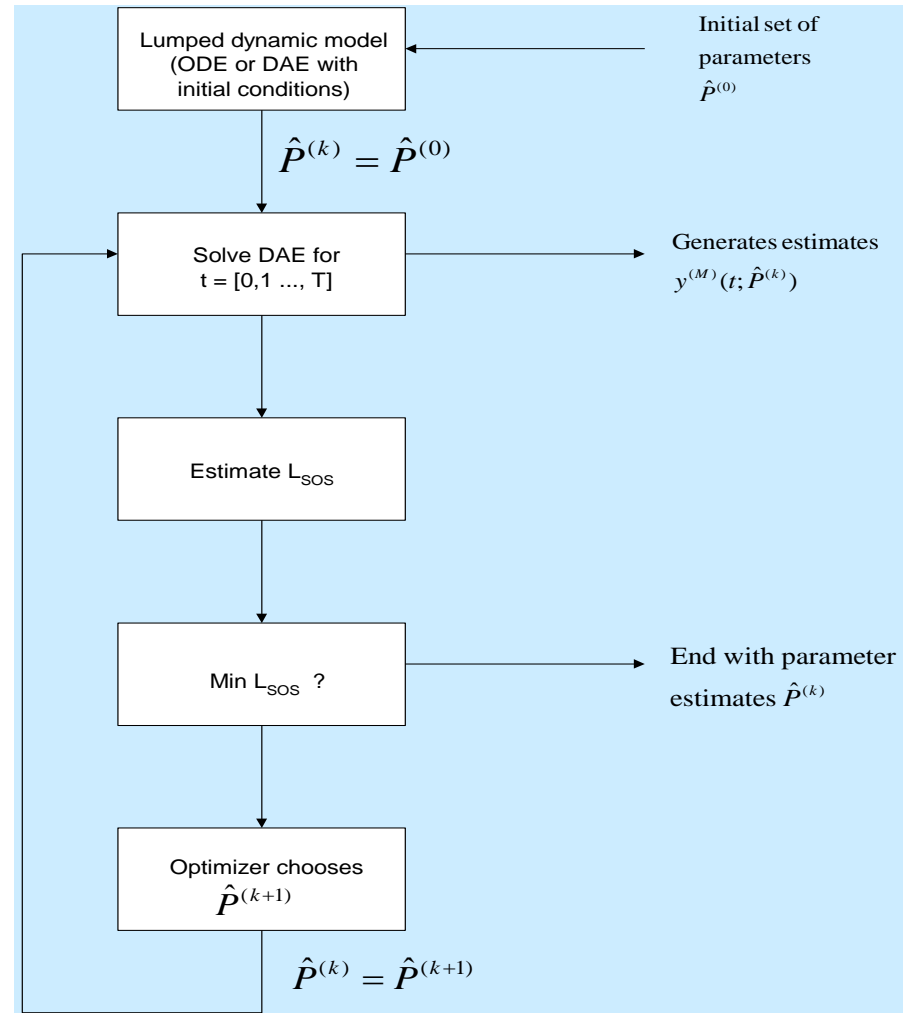 Lumped dynamic model
(ODE or DAE with
initial conditions)
Initial set of
parameters
P̂^(0)
P̂^(k) = P̂^(0)
Solve DAE for
t = [0,1 ..., T]
Generates estimates
y^(M)(t; P̂^(k))
Estimate L_SOS
Min L_SOS ?
End with parameter
estimates P̂^(k)
Optimizer chooses
P̂^(k+1)
P̂^(k) = P̂^(k+1)